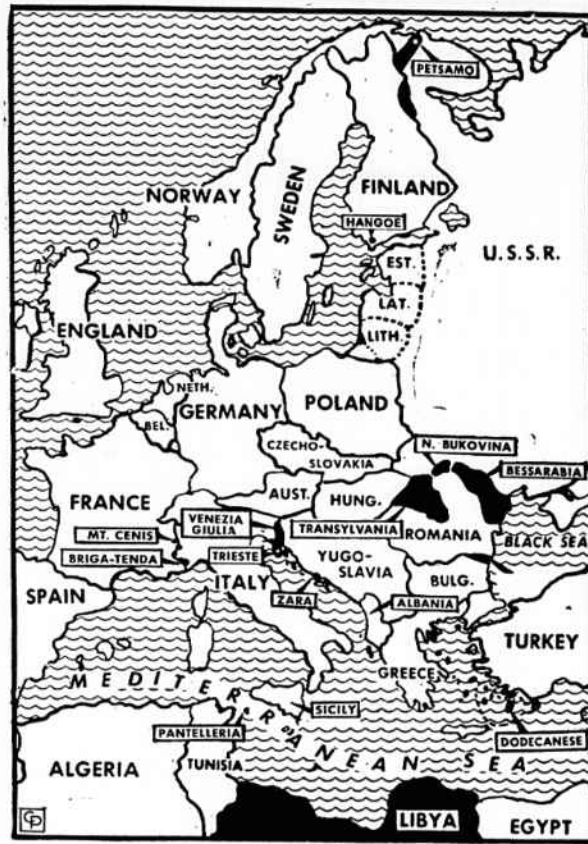 PETSAMO
NORWAY
SWEDEN
FINLAND
HANGOE
U.S.S.R.
EST.
LAT.
LITH.
ENGLAND
NETH.
GERMANY
POLAND
BEL.
CZECHO-
SLOVAKIA
N. BUKOVINA
BESSARABIA
FRANCE
AUST.
HUNG.
VENEZIA
GIULIA
TRANSYLVANIA
ROMANIA
MT. CENIS
BLACK SEA
BRIGA-TENDA
TRIESTE
YUGO-
SLAVIA
ITALY
BULG.
SPAIN
ZARA
ALBANIA
TURKEY
GREECE
MEDITERRANEAN SEA
SICILY
PANTELLERIA
DODECANESE
ALGERIA
TUNISIA
LIBYA
EGYPT
CP